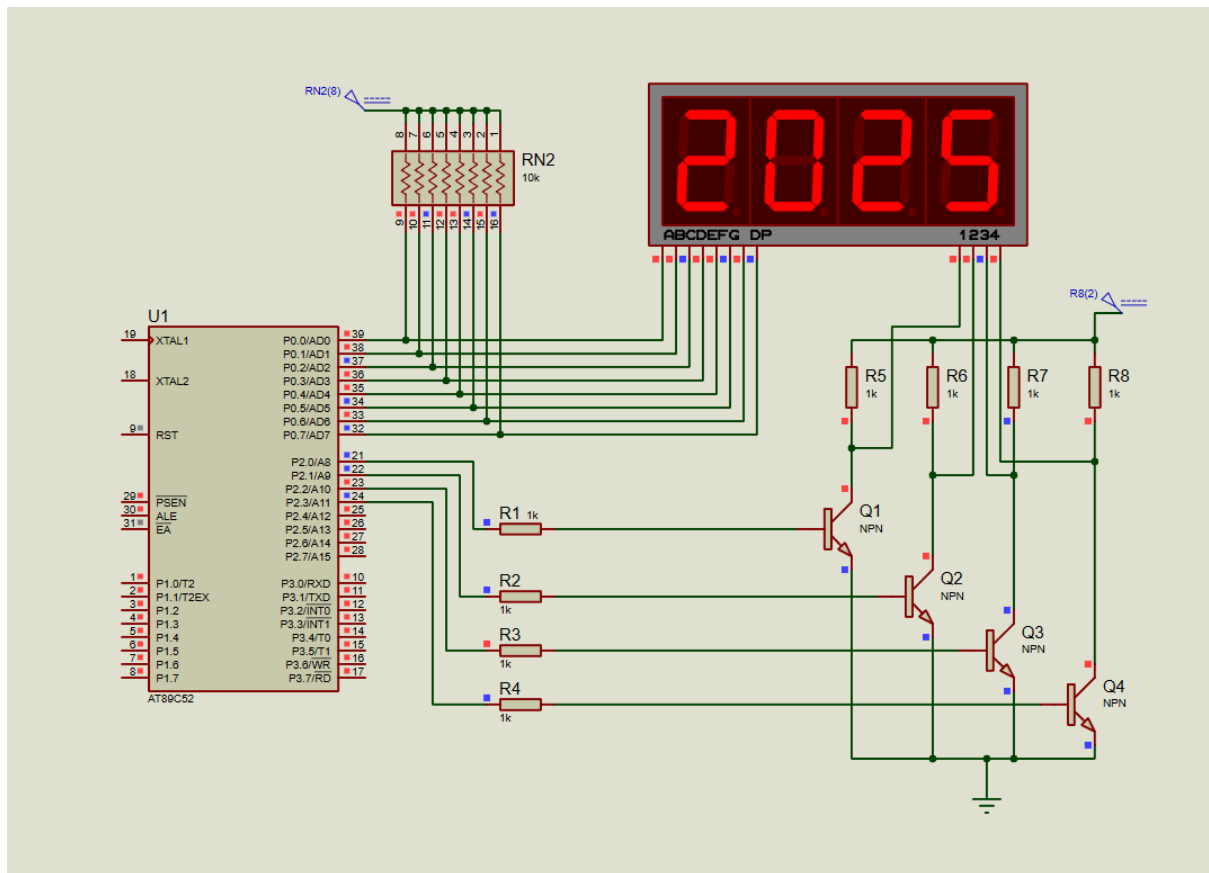 RN2(8)
8 7 6 5 4 3 2 1
RN2
10k
9 10 11 12 13 14 15 16
2025
ABCDEFG DP
1234
R8(2)
R5
1k
R6
1k
R7
1k
R8
1k
U1
19 XTAL1
18 XTAL2
9 RST
29 PSEN
30 ALE
31 EA
1 P1.0/T2
2 P1.1/T2EX
3 P1.2
4 P1.3
5 P1.4
6 P1.5
7 P1.6
8 P1.7
P0.0/AD0 39
P0.1/AD1 38
P0.2/AD2 37
P0.3/AD3 36
P0.4/AD4 35
P0.5/AD5 34
P0.6/AD6 33
P0.7/AD7 32
P2.0/A8 21
P2.1/A9 22
P2.2/A10 23
P2.3/A11 24
P2.4/A12 25
P2.5/A13 26
P2.6/A14 27
P2.7/A15 28
P3.0/RXD 10
P3.1/TXD 11
P3.2/INT0 12
P3.3/INT1 13
P3.4/T0 14
P3.5/T1 15
P3.6/WR 16
P3.7/RD 17
AT89C52
R1 1k
R2
1k
R3
1k
R4
1k
Q1
NPN
Q2
NPN
Q3
NPN
Q4
NPN